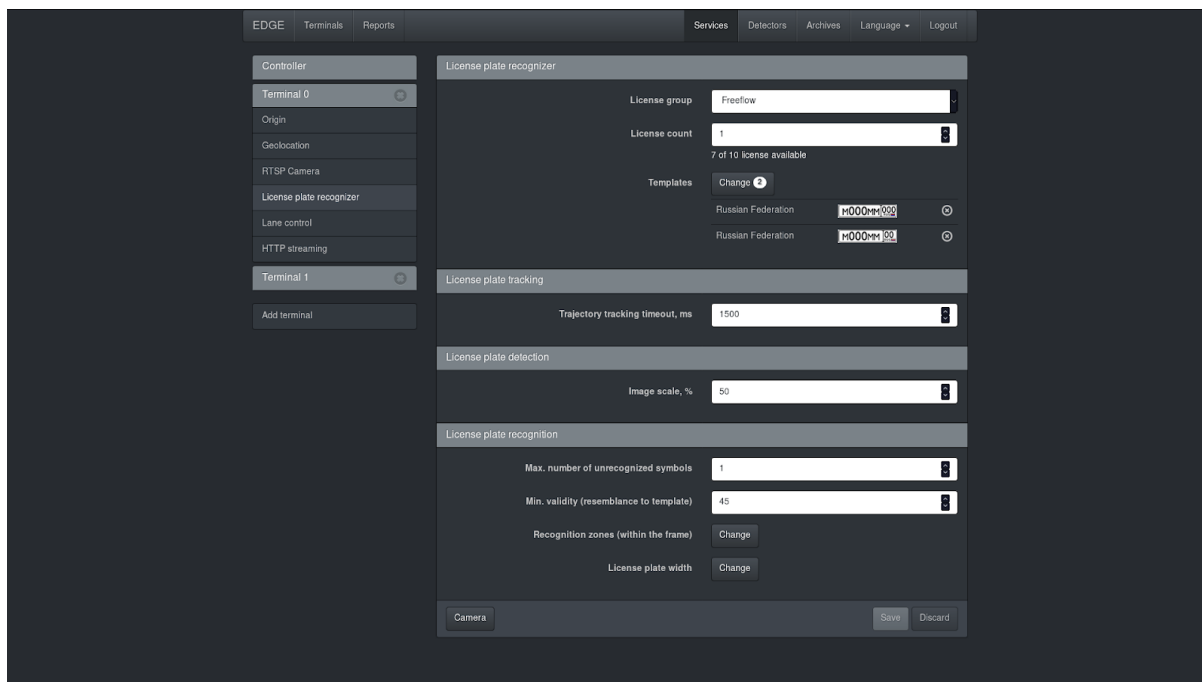 EDGE Terminals Reports Services Detectors Archives Language Logout
Controller
Terminal 0
Origin
Geolocation
RTSP Camera
License plate recognizer
Lane control
HTTP streaming
Terminal 1
Add terminal
License plate recognizer
License group Freeflow
License count 1
7 of 10 license available
Templates Change 2
Russian Federation M000MM 000
Russian Federation M000MM 00
License plate tracking
Trajectory tracking timeout, ms 1500
License plate detection
Image scale, % 50
License plate recognition
Max. number of unrecognized symbols 1
Min. validity (resemblance to template) 45
Recognition zones (within the frame) Change
License plate width Change
Camera Save Discard